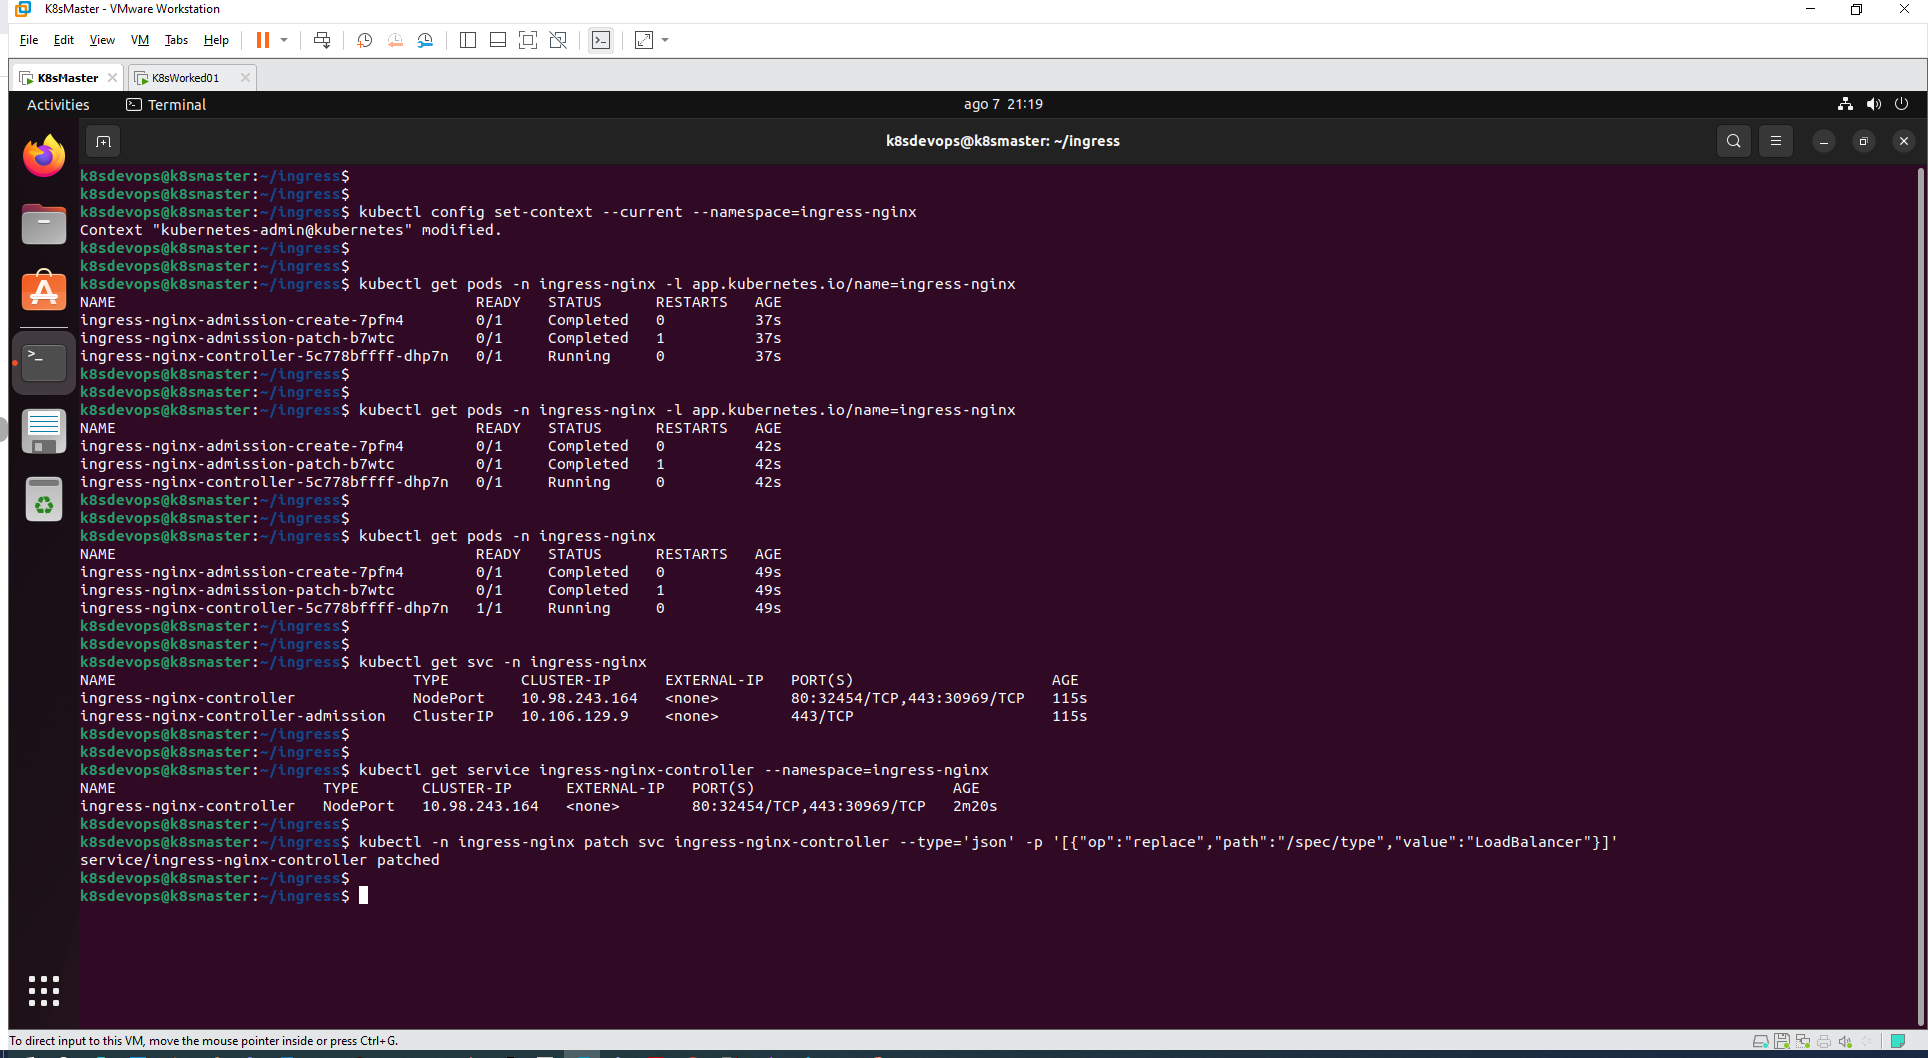 K8sMaster - VMware Workstation
File Edit View VM Tabs Help
K8sMaster K8sWorked01
Activities Terminal ago 7 21:19
k8sdevops@k8smaster: ~/ingress
k8sdevops@k8smaster:~/ingress$
k8sdevops@k8smaster:~/ingress$
k8sdevops@k8smaster:~/ingress$ kubectl config set-context --current --namespace=ingress-nginx
Context "kubernetes-admin@kubernetes" modified.
k8sdevops@k8smaster:~/ingress$
k8sdevops@k8smaster:~/ingress$
k8sdevops@k8smaster:~/ingress$ kubectl get pods -n ingress-nginx -l app.kubernetes.io/name=ingress-nginx
NAME READY STATUS RESTARTS AGE
ingress-nginx-admission-create-7pfm4 0/1 Completed 0 37s
ingress-nginx-admission-patch-b7wtc 0/1 Completed 1 37s
ingress-nginx-controller-5c778bffff-dhp7n 0/1 Running 0 37s
k8sdevops@k8smaster:~/ingress$
k8sdevops@k8smaster:~/ingress$
k8sdevops@k8smaster:~/ingress$ kubectl get pods -n ingress-nginx -l app.kubernetes.io/name=ingress-nginx
NAME READY STATUS RESTARTS AGE
ingress-nginx-admission-create-7pfm4 0/1 Completed 0 42s
ingress-nginx-admission-patch-b7wtc 0/1 Completed 1 42s
ingress-nginx-controller-5c778bffff-dhp7n 0/1 Running 0 42s
k8sdevops@k8smaster:~/ingress$
k8sdevops@k8smaster:~/ingress$
k8sdevops@k8smaster:~/ingress$ kubectl get pods -n ingress-nginx
NAME READY STATUS RESTARTS AGE
ingress-nginx-admission-create-7pfm4 0/1 Completed 0 49s
ingress-nginx-admission-patch-b7wtc 0/1 Completed 1 49s
ingress-nginx-controller-5c778bffff-dhp7n 1/1 Running 0 49s
k8sdevops@k8smaster:~/ingress$
k8sdevops@k8smaster:~/ingress$
k8sdevops@k8smaster:~/ingress$ kubectl get svc -n ingress-nginx
NAME TYPE CLUSTER-IP EXTERNAL-IP PORT(S) AGE
ingress-nginx-controller NodePort 10.98.243.164 <none> 80:32454/TCP,443:30969/TCP 115s
ingress-nginx-controller-admission ClusterIP 10.106.129.9 <none> 443/TCP 115s
k8sdevops@k8smaster:~/ingress$
k8sdevops@k8smaster:~/ingress$
k8sdevops@k8smaster:~/ingress$ kubectl get service ingress-nginx-controller --namespace=ingress-nginx
NAME TYPE CLUSTER-IP EXTERNAL-IP PORT(S) AGE
ingress-nginx-controller NodePort 10.98.243.164 <none> 80:32454/TCP,443:30969/TCP 2m20s
k8sdevops@k8smaster:~/ingress$
k8sdevops@k8smaster:~/ingress$ kubectl -n ingress-nginx patch svc ingress-nginx-controller --type='json' -p '[{"op":"replace","path":"/spec/type","value":"LoadBalancer"}]'
service/ingress-nginx-controller patched
k8sdevops@k8smaster:~/ingress$
k8sdevops@k8smaster:~/ingress$
To direct input to this VM, move the mouse pointer inside or press Ctrl+G.